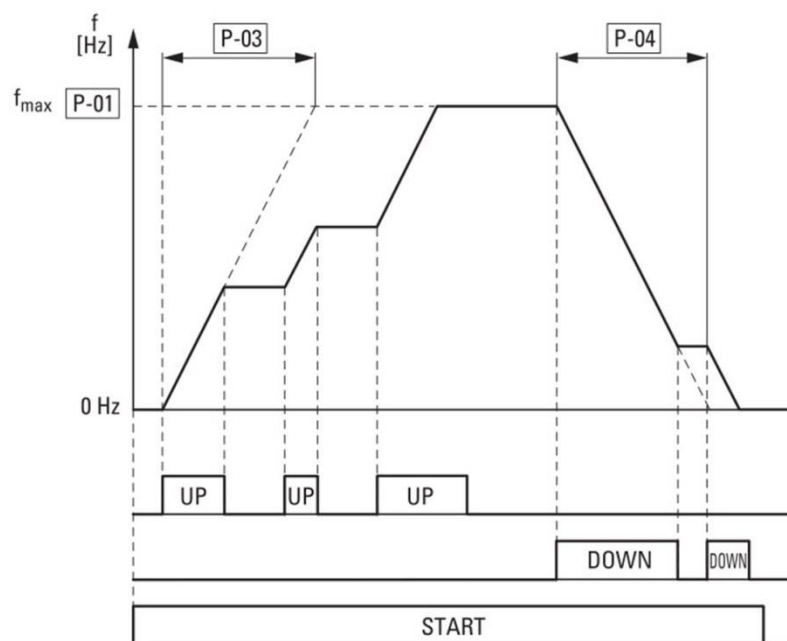 f
[Hz]
P-03
P-04
fmax P-01
0 Hz
UP UP UP
DOWN DOWN
START